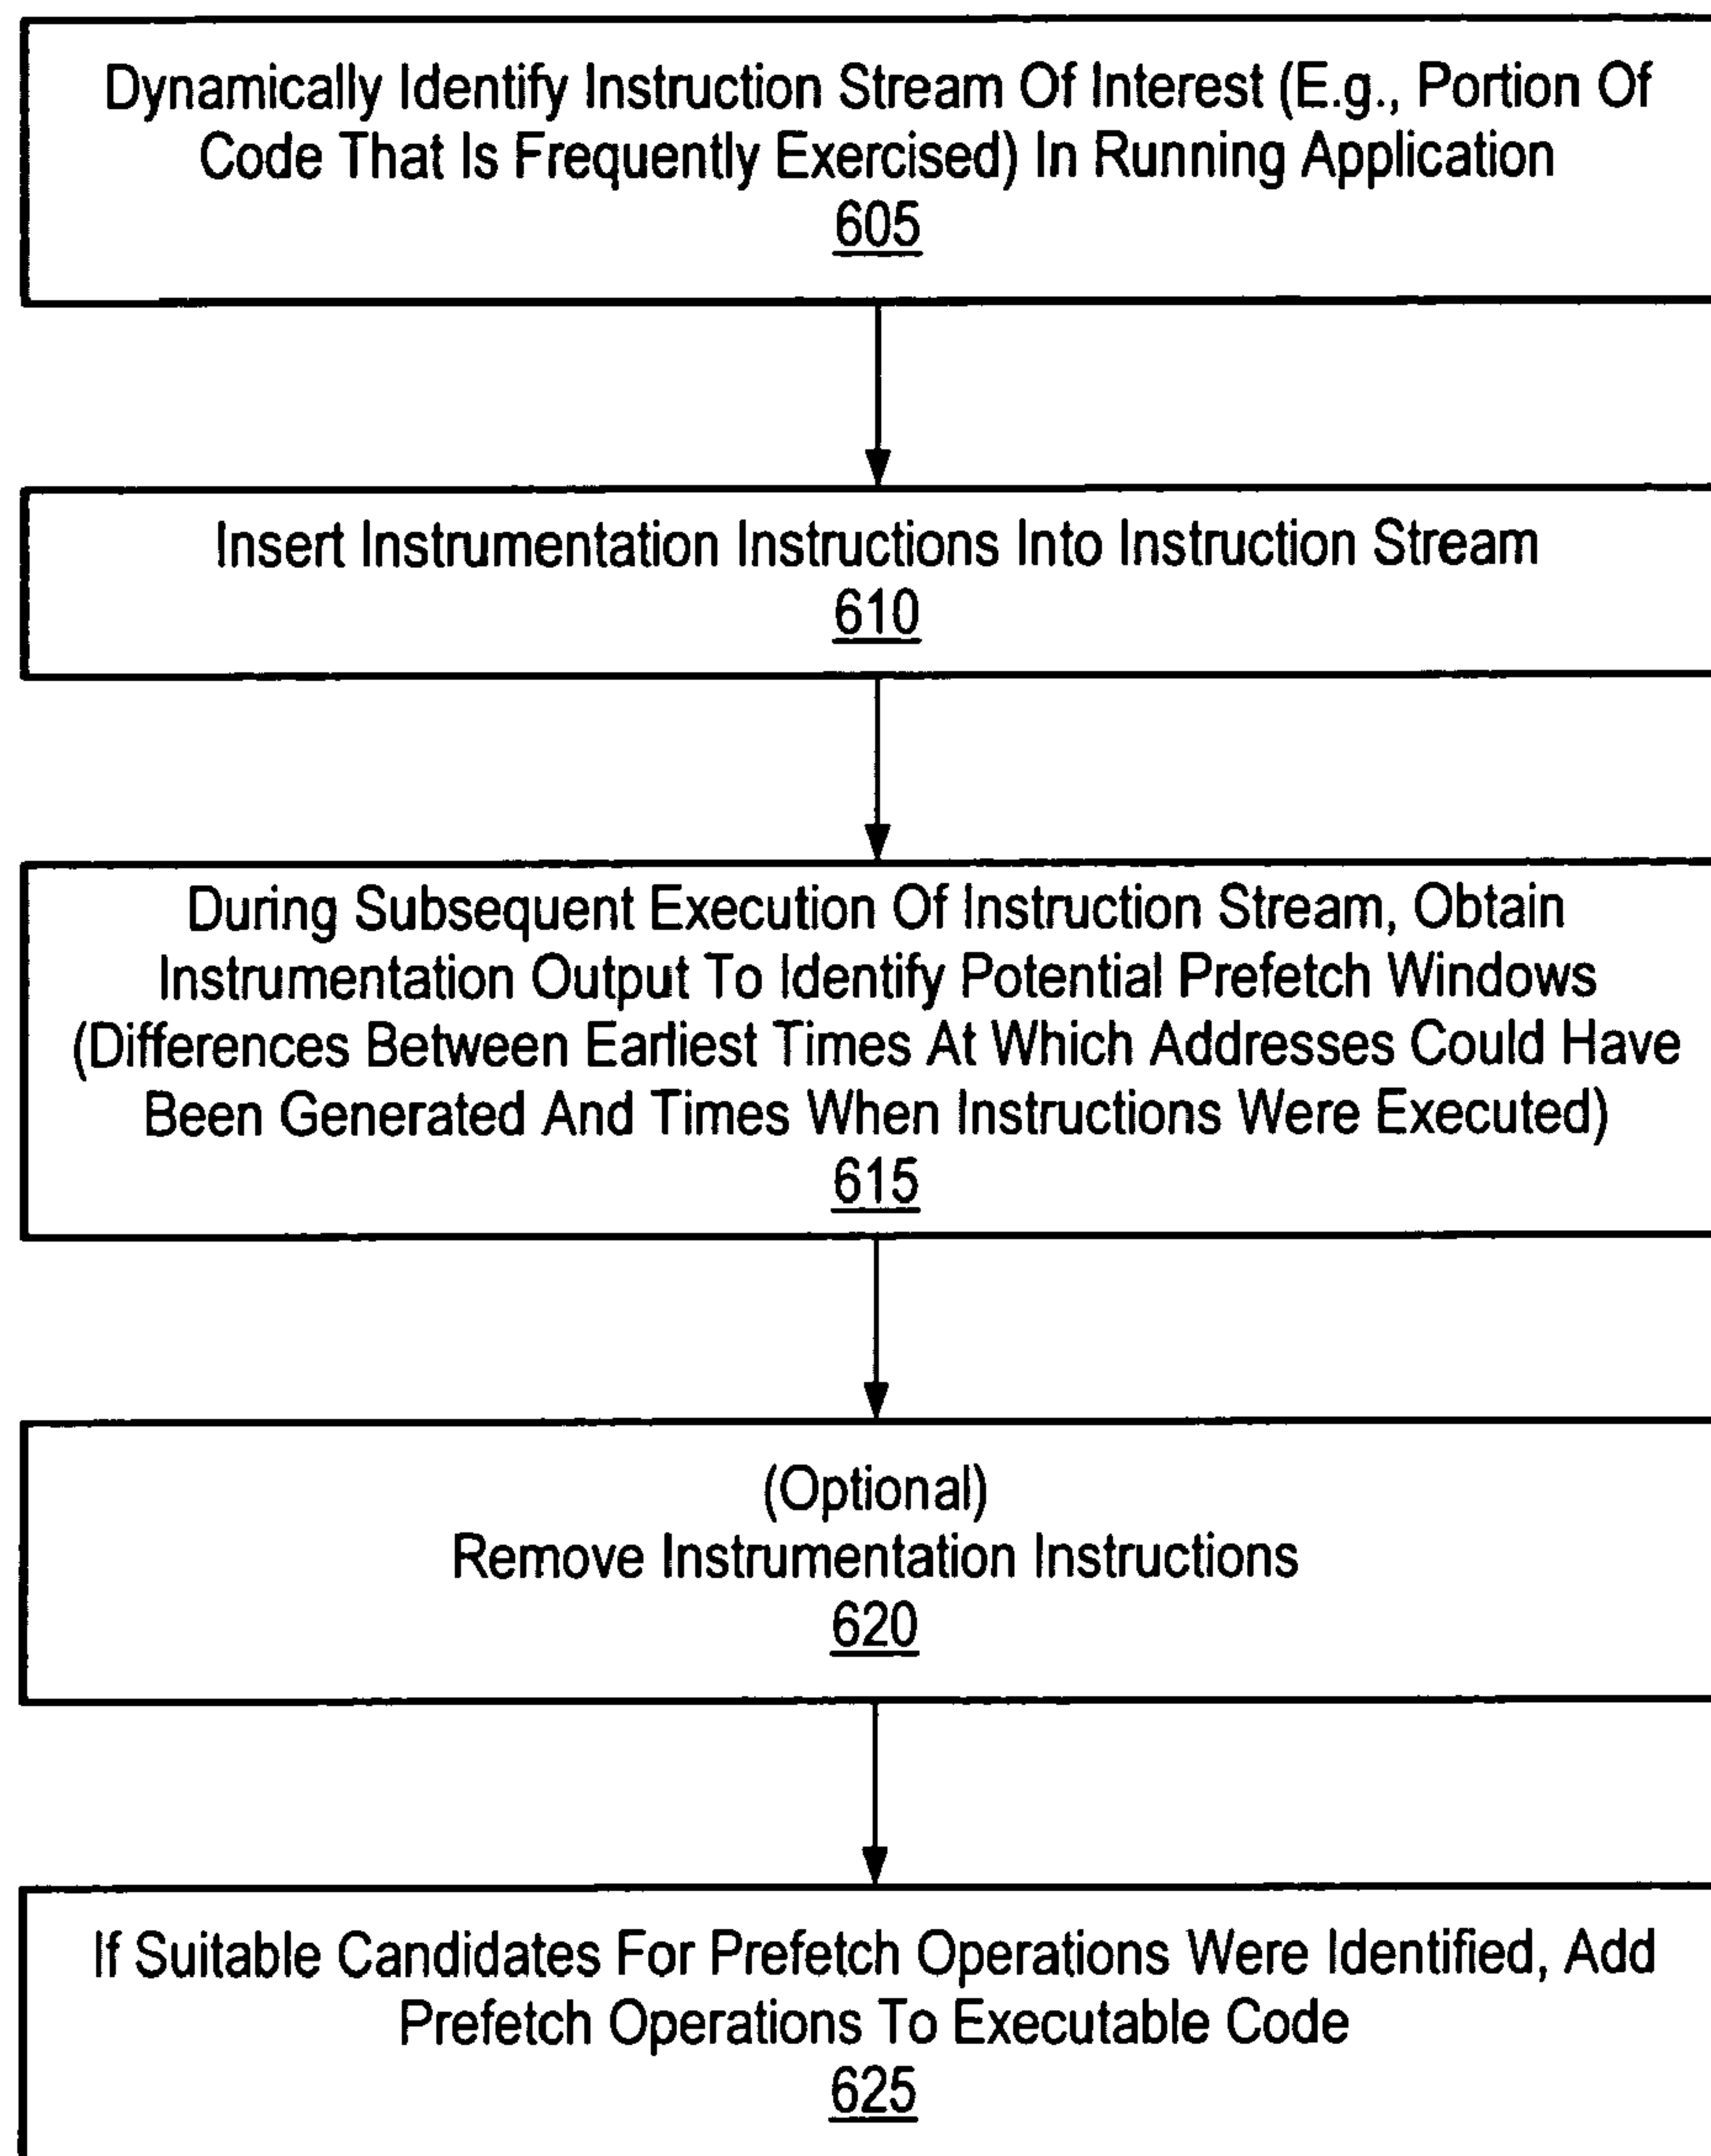 Dynamically Identify Instruction Stream Of Interest (E.g., Portion Of
Code That Is Frequently Exercised) In Running Application
605
Insert Instrumentation Instructions Into Instruction Stream
610
During Subsequent Execution Of Instruction Stream, Obtain
Instrumentation Output To Identify Potential Prefetch Windows
(Differences Between Earliest Times At Which Addresses Could Have
Been Generated And Times When Instructions Were Executed)
615
(Optional)
Remove Instrumentation Instructions
620
If Suitable Candidates For Prefetch Operations Were Identified, Add
Prefetch Operations To Executable Code
625